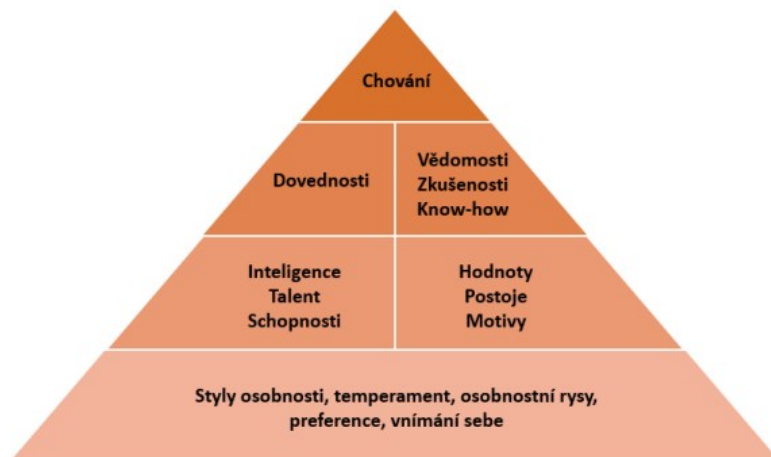 Chování
Dovednosti
Vědomosti
Zkušenosti
Know-how
Inteligence
Talent
Schopnosti
Hodnoty
Postoje
Motivy
Styly osobnosti, temperament, osobnostní rysy,
preference, vnímání sebe